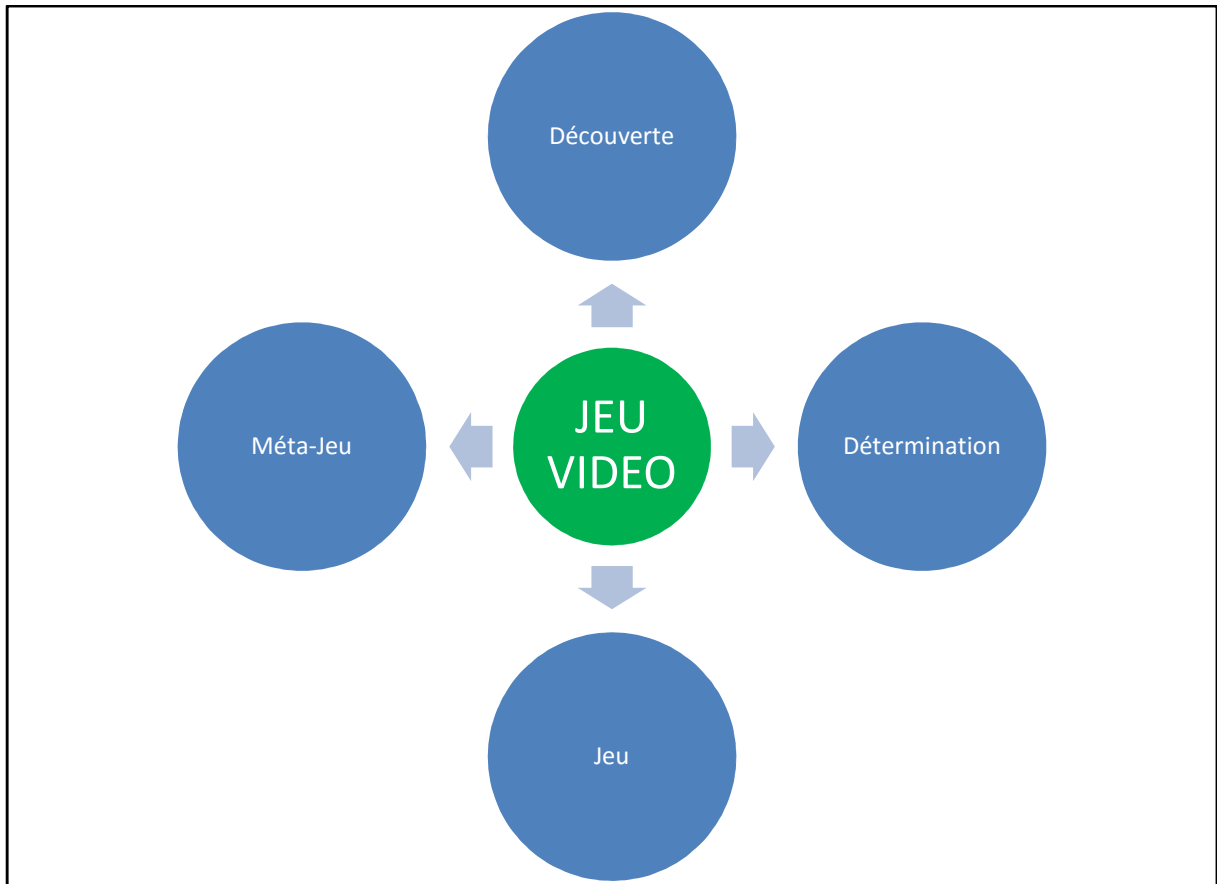 Découverte
Méta-Jeu
JEU
VIDEO
Détermination
Jeu